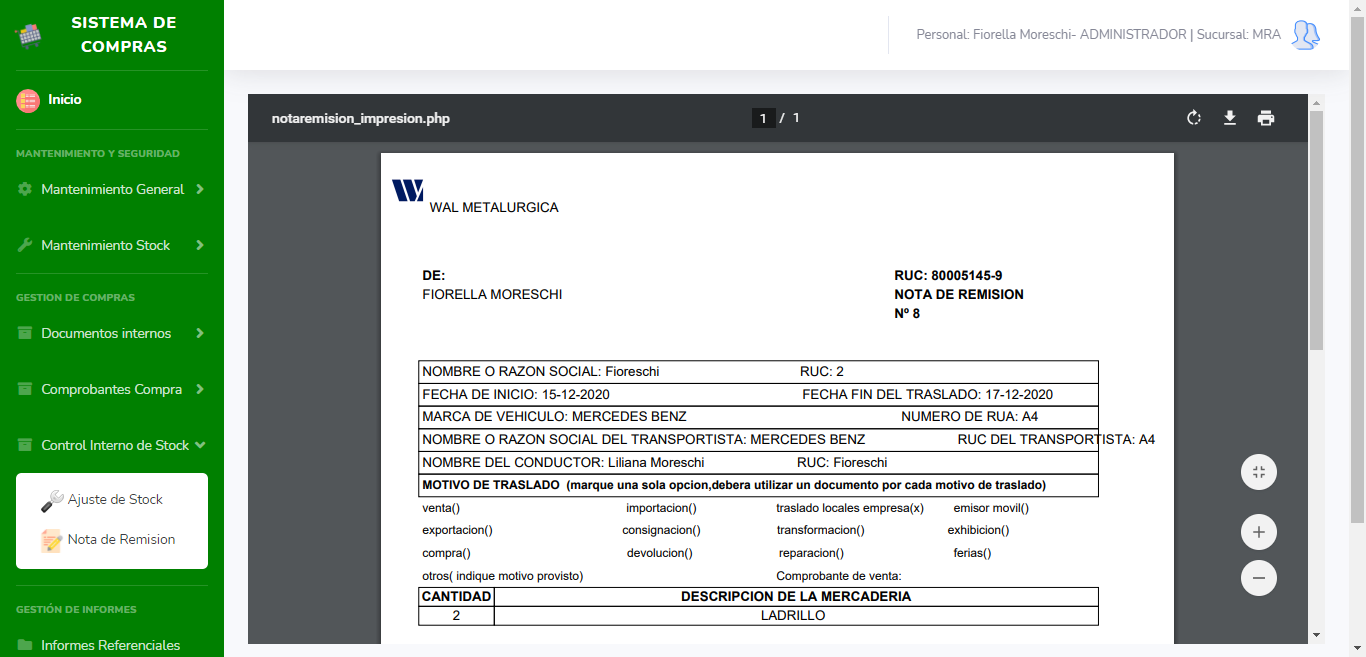 SISTEMA DE
COMPRAS
Personal: Fiorella Moreschi- ADMINISTRADOR | Sucursal: MRA
Inicio
MANTENIMIENTO Y SEGURIDAD
Mantenimiento General
Mantenimiento Stock
GESTION DE COMPRAS
Documentos internos
Comprobantes Compra
Control Interno de Stock
Ajuste de Stock
Nota de Remision
GESTIÓN DE INFORMES
Informes Referenciales
notaremision_impresion.php 1 / 1
WAL METALURGICA
DE: RUC: 80005145-9
FIORELLA MORESCHI NOTA DE REMISION
Nº 8
NOMBRE O RAZON SOCIAL: Fioreschi RUC: 2
FECHA DE INICIO: 15-12-2020 FECHA FIN DEL TRASLADO: 17-12-2020
MARCA DE VEHICULO: MERCEDES BENZ NUMERO DE RUA: A4
NOMBRE O RAZON SOCIAL DEL TRANSPORTISTA: MERCEDES BENZ RUC DEL TRANSPORTISTA: A4
NOMBRE DEL CONDUCTOR: Liliana Moreschi RUC: Fioreschi
MOTIVO DE TRASLADO (marque una sola opcion,debera utilizar un documento por cada motivo de traslado)
venta() importacion() traslado locales empresa(x) emisor movil()
exportacion() consignacion() transformacion() exhibicion()
compra() devolucion() reparacion() ferias()
otros( indique motivo provisto) Comprobante de venta:
CANTIDAD DESCRIPCION DE LA MERCADERIA
2 LADRILLO